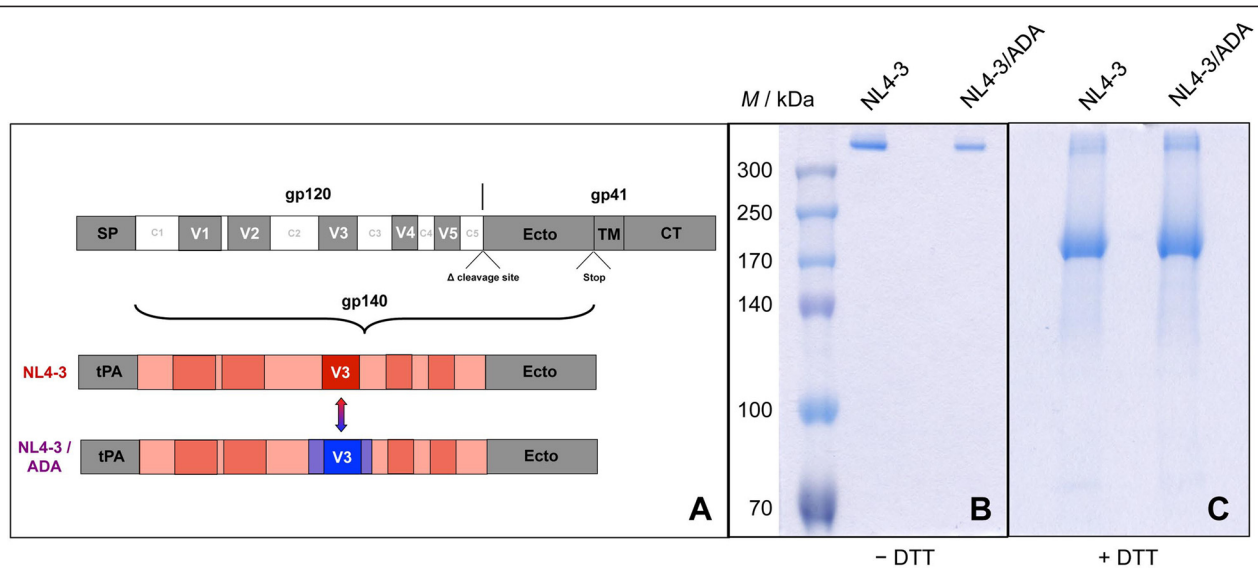 gp120
gp41
SP
C1
V1
V2
C2
V3
C3
V4
C4
V5
C5
Ecto
TM
CT
Δ cleavage site
Stop
gp140
NL4-3
tPA
V3
Ecto
NL4-3 /
ADA
tPA
V3
Ecto
A
M / kDa
NL4-3
NL4-3/ADA
300
250
170
140
100
70
B
− DTT
NL4-3
NL4-3/ADA
C
+ DTT